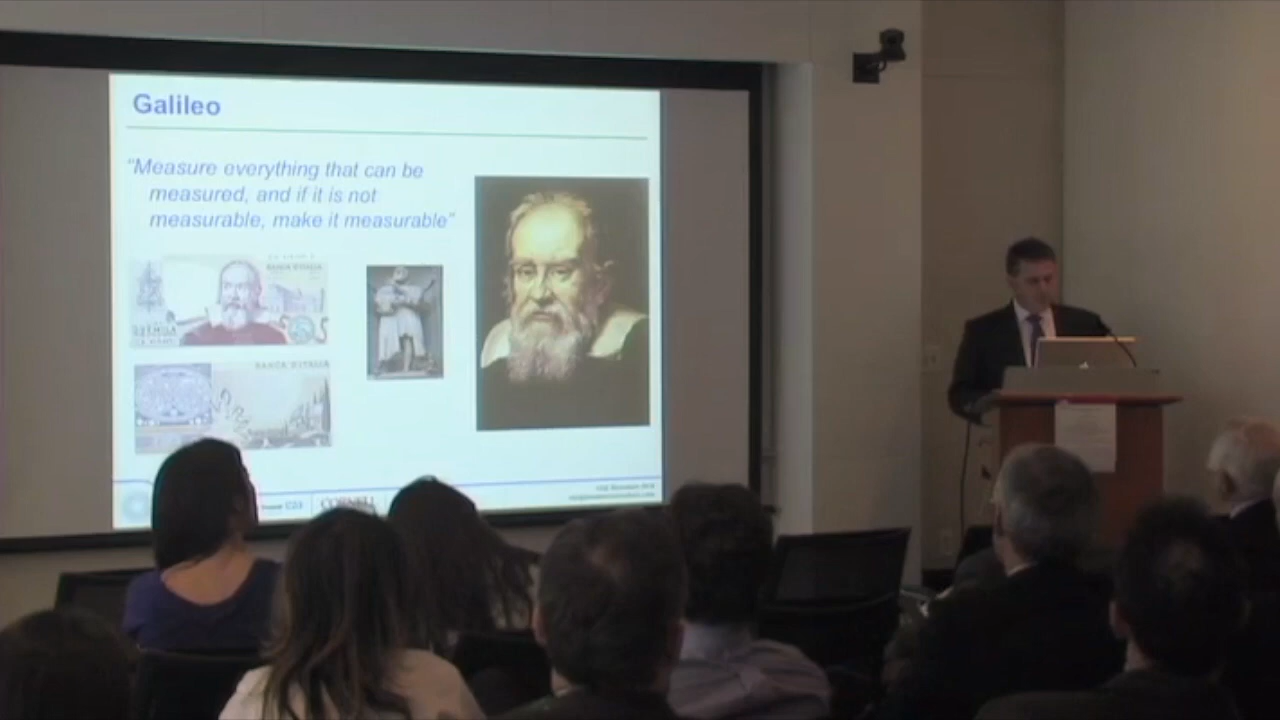 Galileo
“Measure everything that can be
measured, and if it is not
measurable, make it measurable”
BANCA D'ITALIA
BANCA D'ITALIA
CORNELL